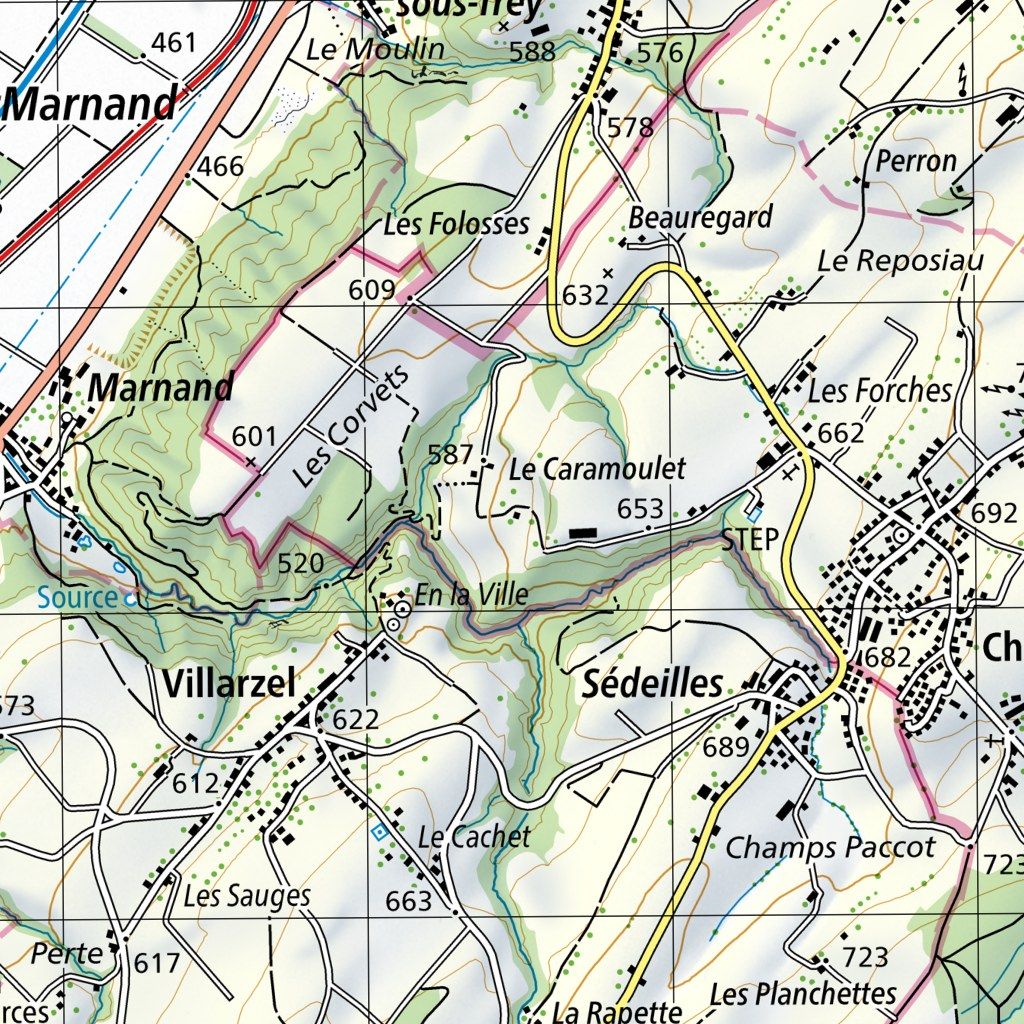 sous-Trey
461
Le Moulin
588
576
Marnand
578
466
Perron
Les Folosses
Beauregard
Le Reposiau
609
632
Marnand
Les Forches
Les Corvets
601
662
587
Le Caramoulet
653
692
STEP
520
Source
En la Ville
Ch
682
Villarzel
Sédeilles
573
622
689
612
Le Cachet
Champs Paccot
723
Les Sauges
663
Perte
617
723
Les Planchettes
rces
La Rapette